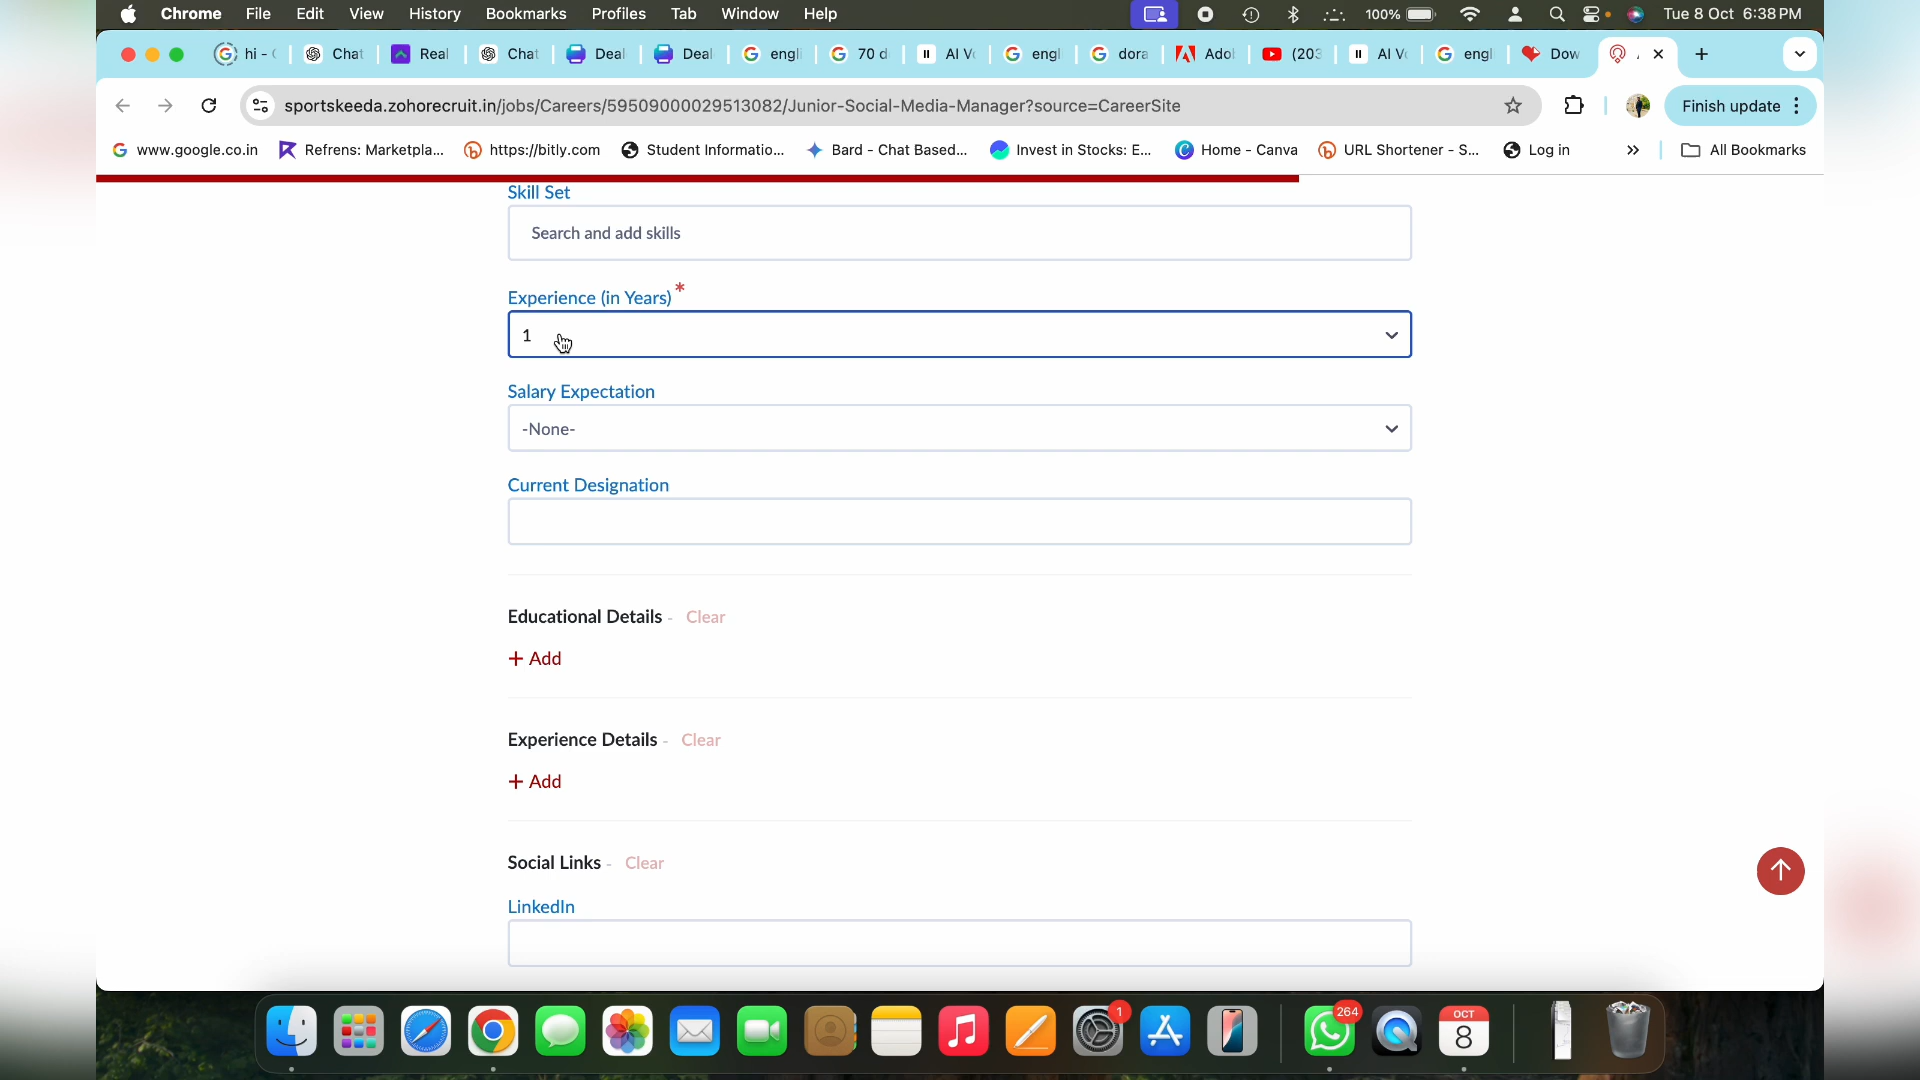 Chrome File Edit View History Bookmarks Profiles Tab Window Help 100% Tue 8 Oct 6:38 PM
hi - Chat Real Chat Deal Deal engli 70 d AI Vo engl dora Ado (203 AI Vo engl Dow
sportskeeda.zohorecruit.in/jobs/Careers/59509000029513082/Junior-Social-Media-Manager?source=CareerSite Finish update
www.google.co.in Refrens: Marketpla... https://bitly.com Student Informatio... Bard - Chat Based... Invest in Stocks: E... Home - Canva URL Shortener - S... Log in » All Bookmarks
Skill Set
Search and add skills
Experience (in Years) *
1
Salary Expectation
-None-
Current Designation
Educational Details - Clear
+ Add
Experience Details - Clear
+ Add
Social Links - Clear
LinkedIn
1
264
OCT
8